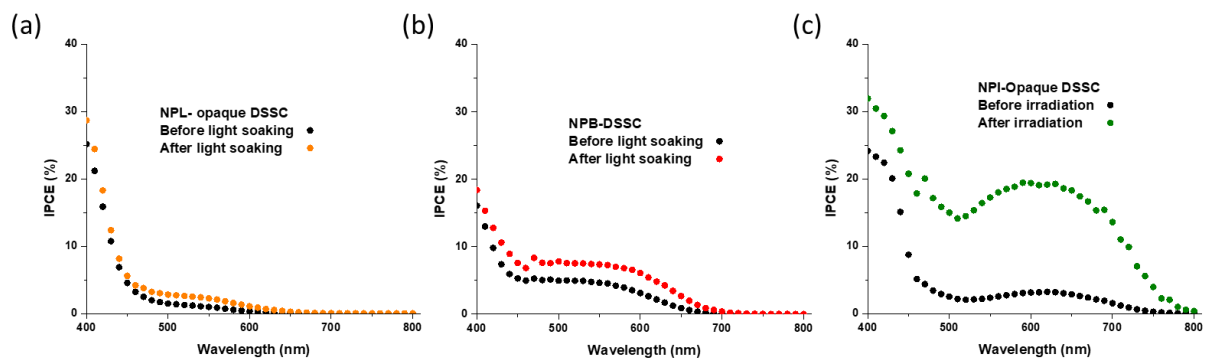 (a)
40
30
20
10
0
IPCE (%)
NPL- opaque DSSC
Before light soaking
After light soaking
400 500 600 700 800
Wavelength (nm)
(b)
40
30
20
10
0
IPCE (%)
NPB-DSSC
Before light soaking
After light soaking
400 500 600 700 800
Wavelength (nm)
(c)
40
30
20
10
0
IPCE (%)
NPI-Opaque DSSC
Before irradiation
After irradiation
400 500 600 700 800
Wavelength (nm)